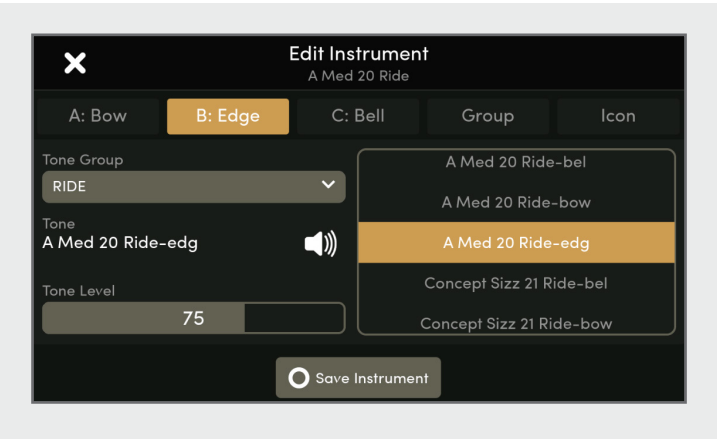 Edit Instrument
A Med 20 Ride
A: Bow
B: Edge
C: Bell
Group
Icon
Tone Group
RIDE
Tone
A Med 20 Ride-edg
Tone Level
75
A Med 20 Ride-bel
A Med 20 Ride-bow
A Med 20 Ride-edg
Concept Sizz 21 Ride-bel
Concept Sizz 21 Ride-bow
Save Instrument